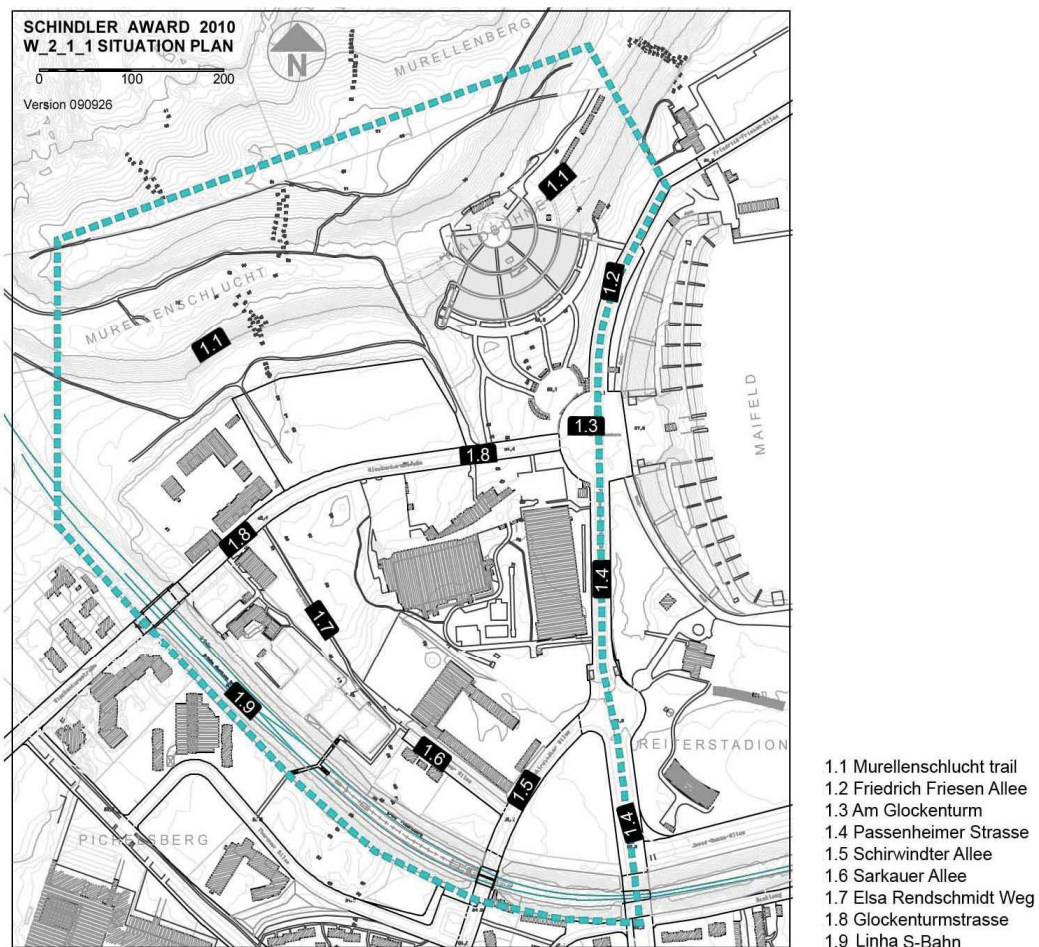 SCHINDLER AWARD 2010
W_2_1_1 SITUATION PLAN
0 100 200
Version 090926
N
MURELLENBERG
1.1
WALDBÜHNE
1.2
MURELLENSCHLUCHT
1.1
MAIFELD
1.3
1.8
1.8
1.4
1.7
1.9
1.6
1.5
REITERSTADION
1.4
PICHELSBERG
1.1 Murellenschlucht trail
1.2 Friedrich Friesen Allee
1.3 Am Glockenturm
1.4 Passenheimer Strasse
1.5 Schirwindter Allee
1.6 Sarkauer Allee
1.7 Elsa Rendschmidt Weg
1.8 Glockenturmstrasse
1.9 Linha S-Bahn